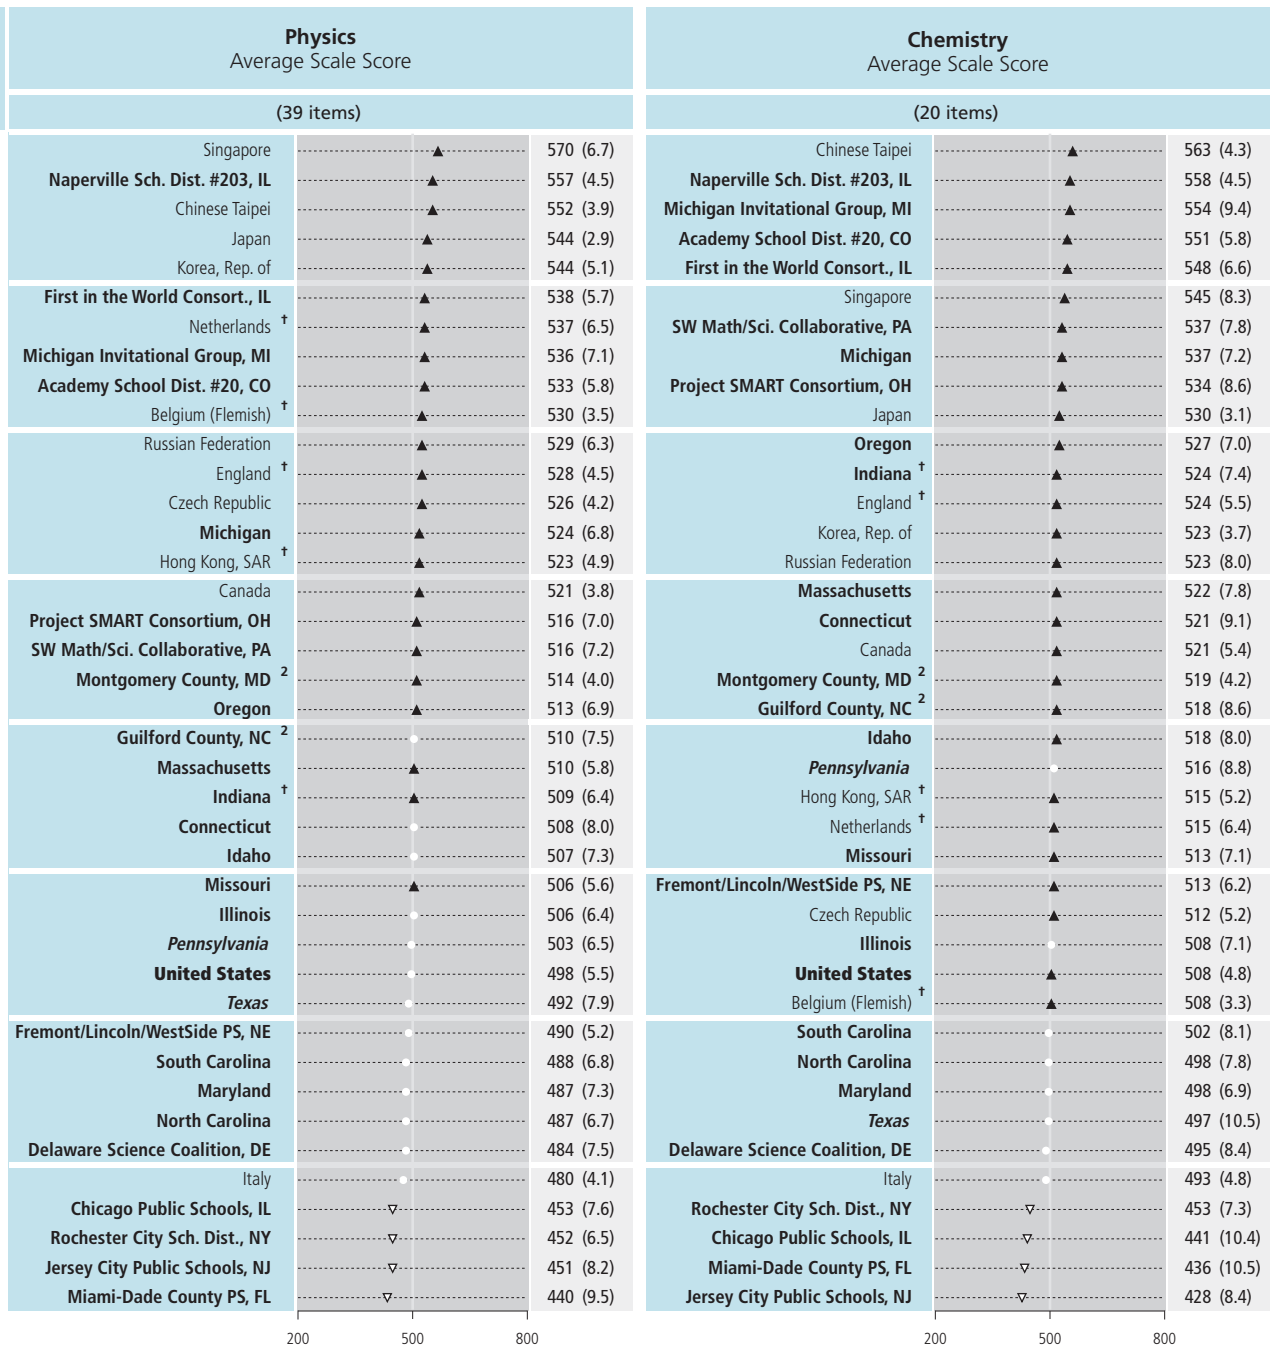 Physics
Average Scale Score
(39 items)
Singapore 570 (6.7)
Naperville Sch. Dist. #203, IL 557 (4.5)
Chinese Taipei 552 (3.9)
Japan 544 (2.9)
Korea, Rep. of 544 (5.1)
First in the World Consort., IL 538 (5.7)
Netherlands † 537 (6.5)
Michigan Invitational Group, MI 536 (7.1)
Academy School Dist. #20, CO 533 (5.8)
Belgium (Flemish) † 530 (3.5)
Russian Federation 529 (6.3)
England † 528 (4.5)
Czech Republic 526 (4.2)
Michigan 524 (6.8)
Hong Kong, SAR † 523 (4.9)
Canada 521 (3.8)
Project SMART Consortium, OH 516 (7.0)
SW Math/Sci. Collaborative, PA 516 (7.2)
Montgomery County, MD 2 514 (4.0)
Oregon 513 (6.9)
Guilford County, NC 2 510 (7.5)
Massachusetts 510 (5.8)
Indiana † 509 (6.4)
Connecticut 508 (8.0)
Idaho 507 (7.3)
Missouri 506 (5.6)
Illinois 506 (6.4)
Pennsylvania 503 (6.5)
United States 498 (5.5)
Texas 492 (7.9)
Fremont/Lincoln/WestSide PS, NE 490 (5.2)
South Carolina 488 (6.8)
Maryland 487 (7.3)
North Carolina 487 (6.7)
Delaware Science Coalition, DE 484 (7.5)
Italy 480 (4.1)
Chicago Public Schools, IL 453 (7.6)
Rochester City Sch. Dist., NY 452 (6.5)
Jersey City Public Schools, NJ 451 (8.2)
Miami-Dade County PS, FL 440 (9.5)
200 500 800
Chemistry
Average Scale Score
(20 items)
Chinese Taipei 563 (4.3)
Naperville Sch. Dist. #203, IL 558 (4.5)
Michigan Invitational Group, MI 554 (9.4)
Academy School Dist. #20, CO 551 (5.8)
First in the World Consort., IL 548 (6.6)
Singapore 545 (8.3)
SW Math/Sci. Collaborative, PA 537 (7.8)
Michigan 537 (7.2)
Project SMART Consortium, OH 534 (8.6)
Japan 530 (3.1)
Oregon 527 (7.0)
Indiana † 524 (7.4)
England † 524 (5.5)
Korea, Rep. of 523 (3.7)
Russian Federation 523 (8.0)
Massachusetts 522 (7.8)
Connecticut 521 (9.1)
Canada 521 (5.4)
Montgomery County, MD 2 519 (4.2)
Guilford County, NC 2 518 (8.6)
Idaho 518 (8.0)
Pennsylvania 516 (8.8)
Hong Kong, SAR † 515 (5.2)
Netherlands † 515 (6.4)
Missouri 513 (7.1)
Fremont/Lincoln/WestSide PS, NE 513 (6.2)
Czech Republic 512 (5.2)
Illinois 508 (7.1)
United States 508 (4.8)
Belgium (Flemish) † 508 (3.3)
South Carolina 502 (8.1)
North Carolina 498 (7.8)
Maryland 498 (6.9)
Texas 497 (10.5)
Delaware Science Coalition, DE 495 (8.4)
Italy 493 (4.8)
Rochester City Sch. Dist., NY 453 (7.3)
Chicago Public Schools, IL 441 (10.4)
Miami-Dade County PS, FL 436 (10.5)
Jersey City Public Schools, NJ 428 (8.4)
200 500 800